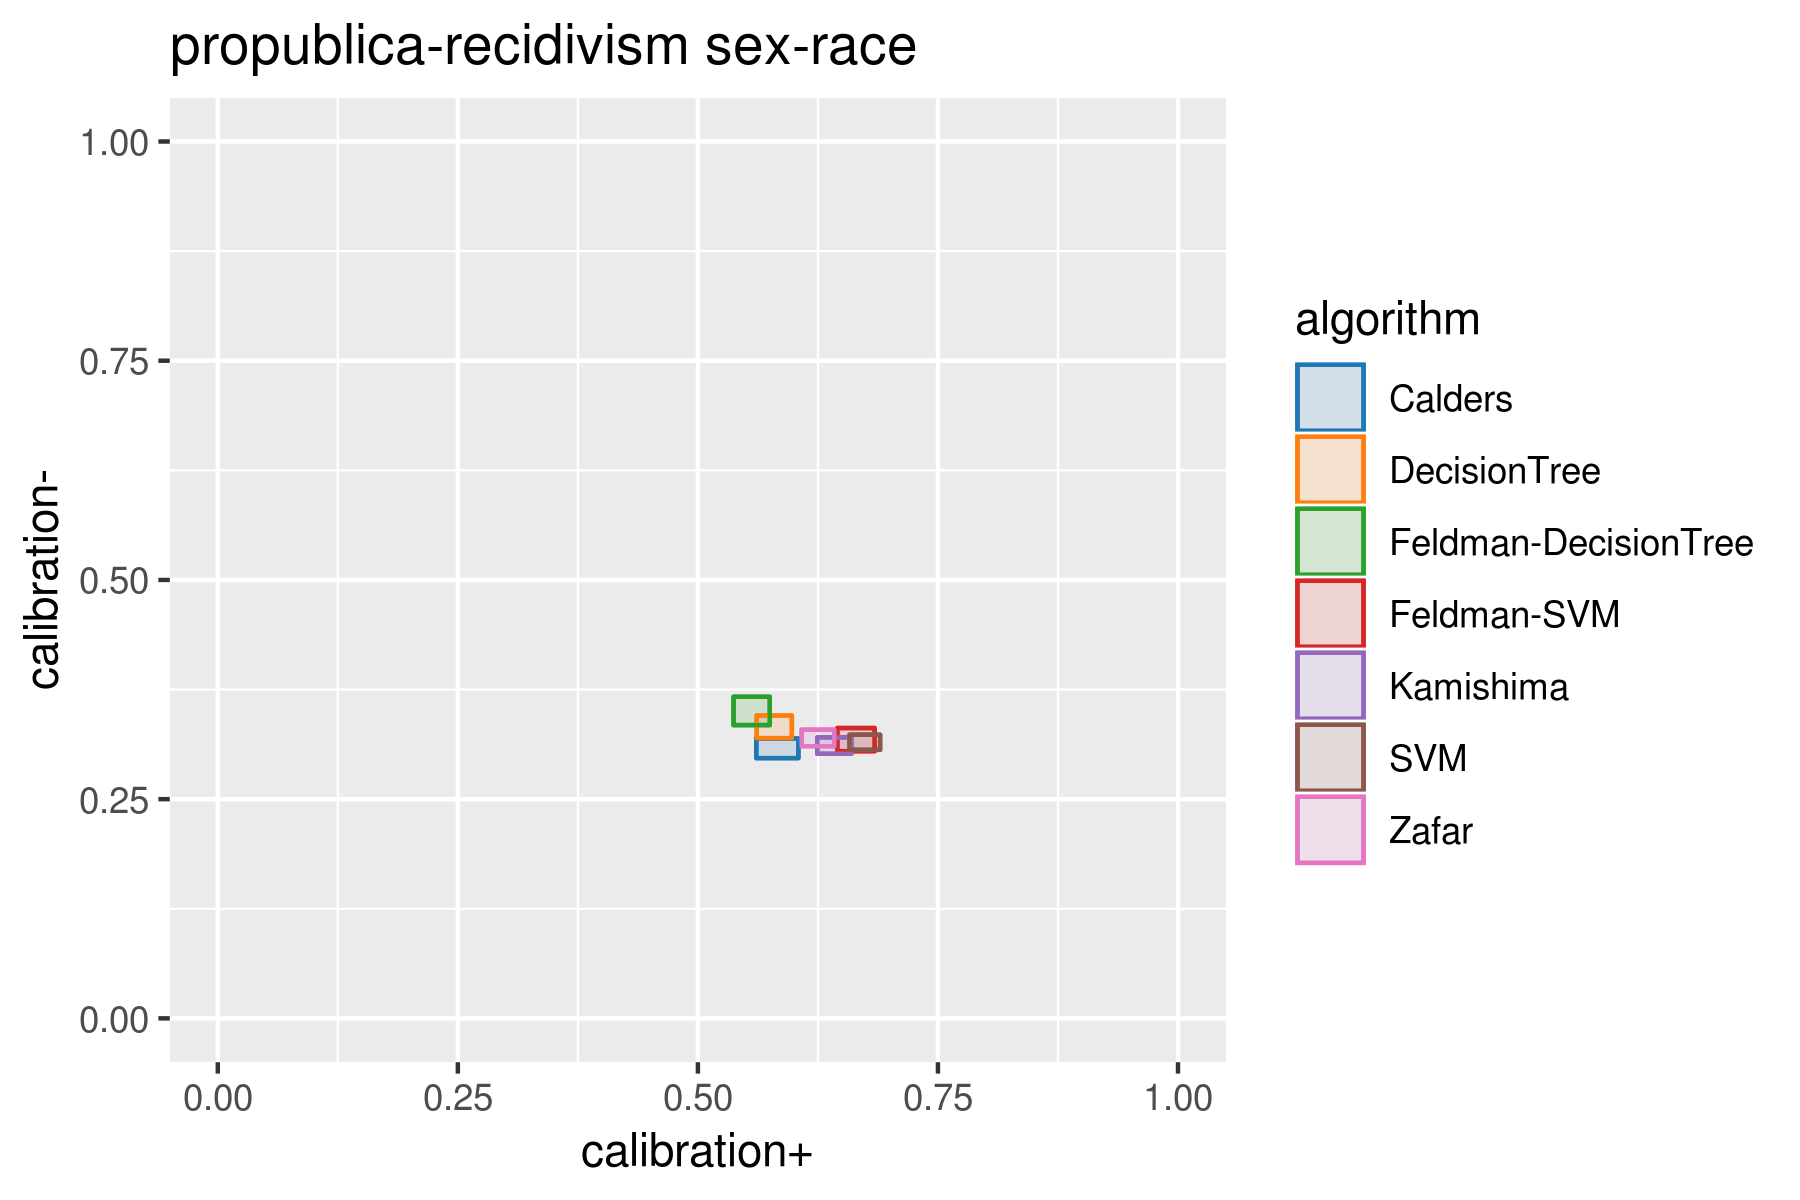 propublica-recidivism sex-race
1.00
0.75
0.50
0.25
0.00
calibration-
0.00 0.25 0.50 0.75 1.00
calibration+
algorithm
Calders
DecisionTree
Feldman-DecisionTree
Feldman-SVM
Kamishima
SVM
Zafar